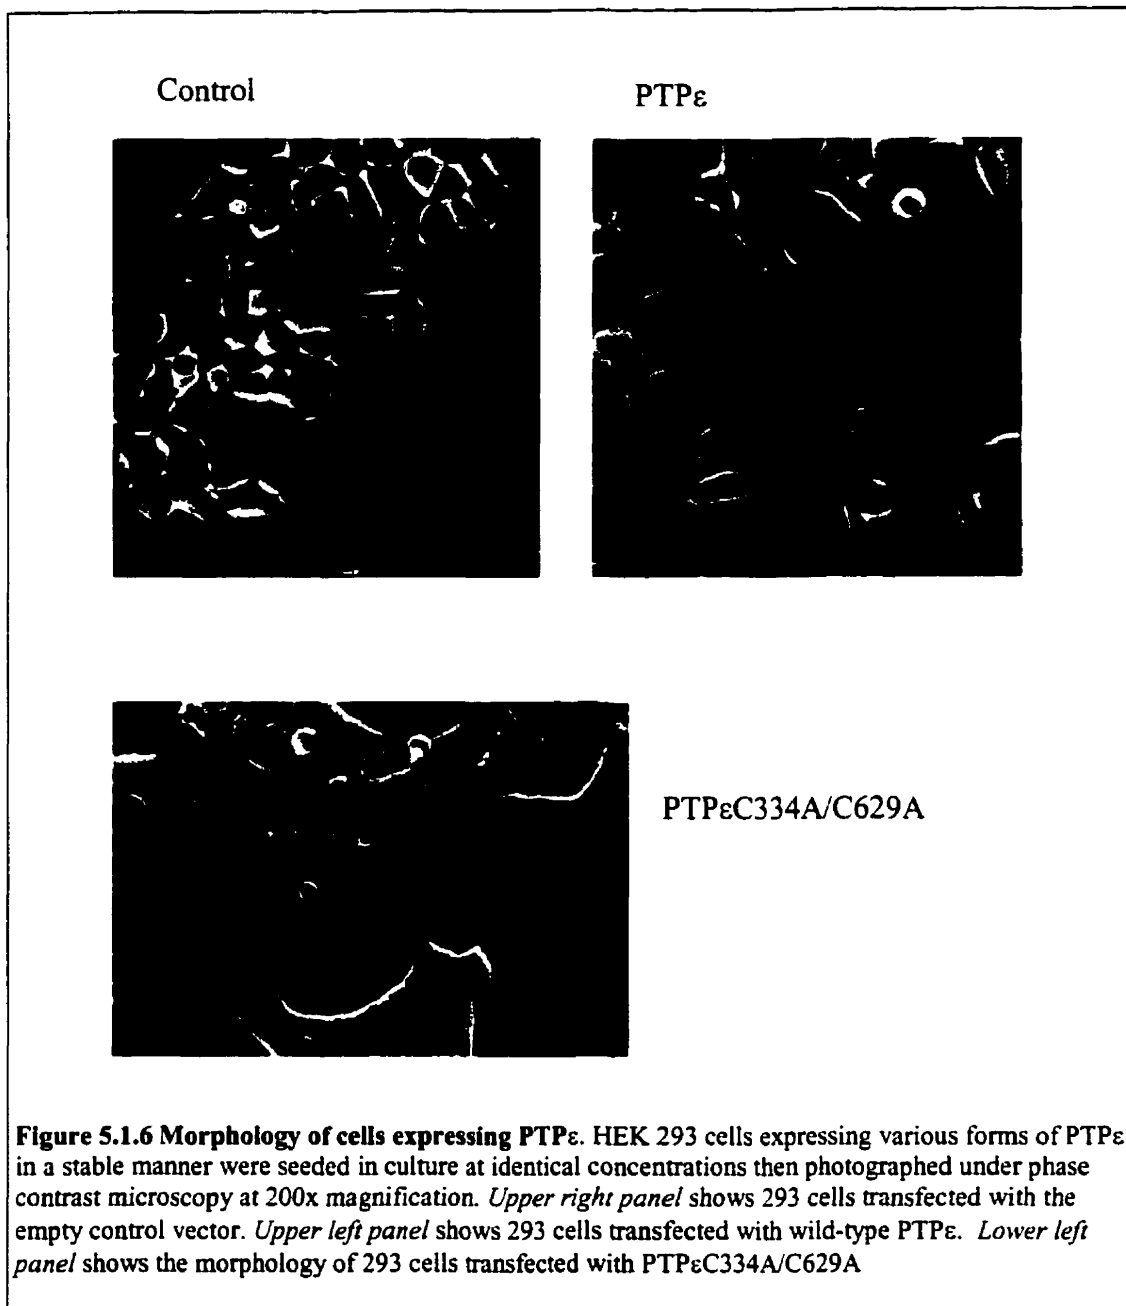 Control
PTPε
PTPεC334A/C629A
Figure 5.1.6 Morphology of cells expressing PTPε. HEK 293 cells expressing various forms of PTPε
in a stable manner were seeded in culture at identical concentrations then photographed under phase
contrast microscopy at 200x magnification. Upper right panel shows 293 cells transfected with the
empty control vector. Upper left panel shows 293 cells transfected with wild-type PTPε. Lower left
panel shows the morphology of 293 cells transfected with PTPεC334A/C629A